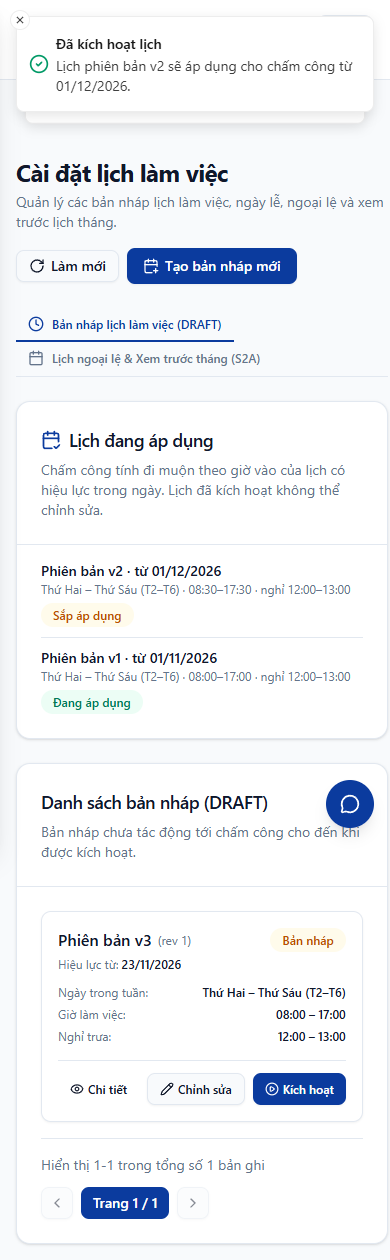 Đã kích hoạt lịch
Lịch phiên bản v2 sẽ áp dụng cho chấm công từ
01/12/2026.
Cài đặt lịch làm việc
Quản lý các bản nháp lịch làm việc, ngày lễ, ngoại lệ và xem
trước lịch tháng.
Làm mới
Tạo bản nháp mới
Bản nháp lịch làm việc (DRAFT)
Lịch ngoại lệ & Xem trước tháng (S2A)
Lịch đang áp dụng
Chấm công tính đi muộn theo giờ vào của lịch có
hiệu lực trong ngày. Lịch đã kích hoạt không thể
chỉnh sửa.
Phiên bản v2 · từ 01/12/2026
Thứ Hai – Thứ Sáu (T2–T6) · 08:30–17:30 · nghỉ 12:00–13:00
Sắp áp dụng
Phiên bản v1 · từ 01/11/2026
Thứ Hai – Thứ Sáu (T2–T6) · 08:00–17:00 · nghỉ 12:00–13:00
Đang áp dụng
Danh sách bản nháp (DRAFT)
Bản nháp chưa tác động tới chấm công cho đến khi
được kích hoạt.
Phiên bản v3 (rev 1) Bản nháp
Hiệu lực từ: 23/11/2026
Ngày trong tuần: Thứ Hai – Thứ Sáu (T2–T6)
Giờ làm việc: 08:00 – 17:00
Nghỉ trưa: 12:00 – 13:00
Chi tiết Chỉnh sửa Kích hoạt
Hiển thị 1-1 trong tổng số 1 bản ghi
Trang 1 / 1